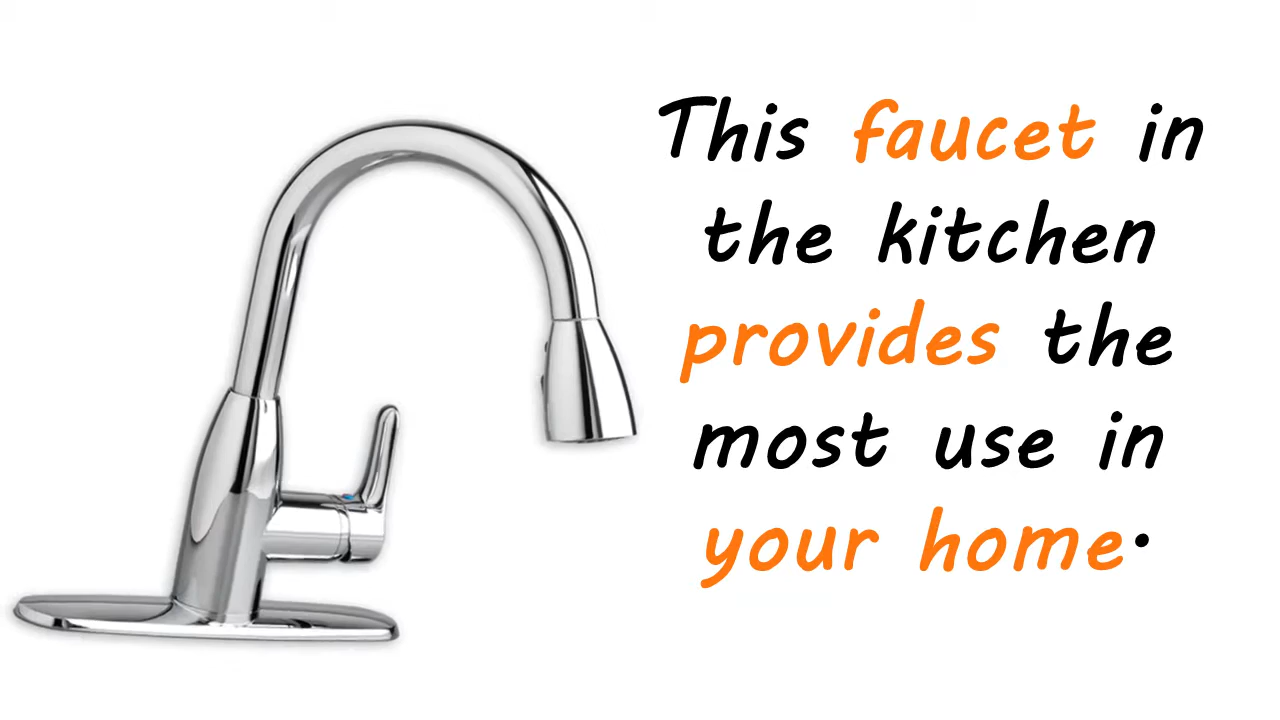 This faucet in
the kitchen
provides the
most use in
your home.